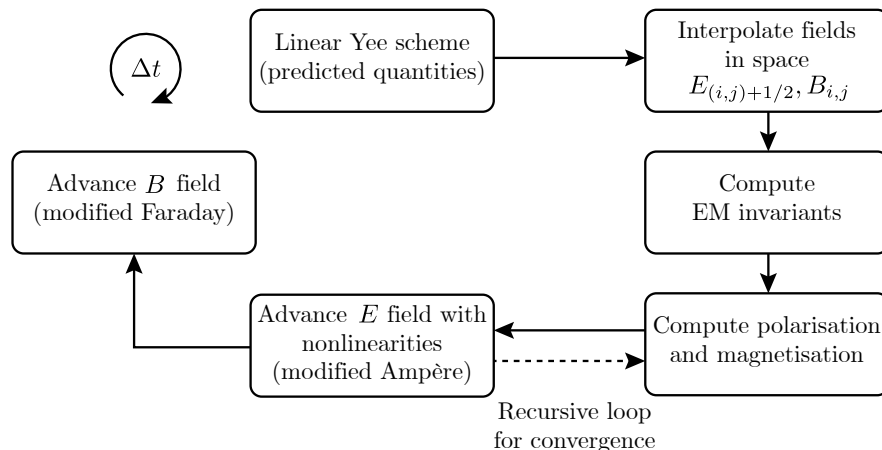 Δt
Linear Yee scheme
(predicted quantities)
Interpolate fields
in space
E_{(i,j)+1/2}, B_{i,j}
Advance B field
(modified Faraday)
Compute
EM invariants
Advance E field with
nonlinearities
(modified Ampère)
Compute polarisation
and magnetisation
Recursive loop
for convergence